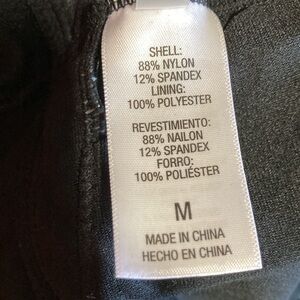 SHELL:
88% NYLON
12% SPANDEX
LINING:
100% POLYESTER
REVESTIMIENTO:
88% NAILON
12% SPANDEX
FORRO:
100% POLIÉSTER
M
MADE IN CHINA
HECHO EN CHINA